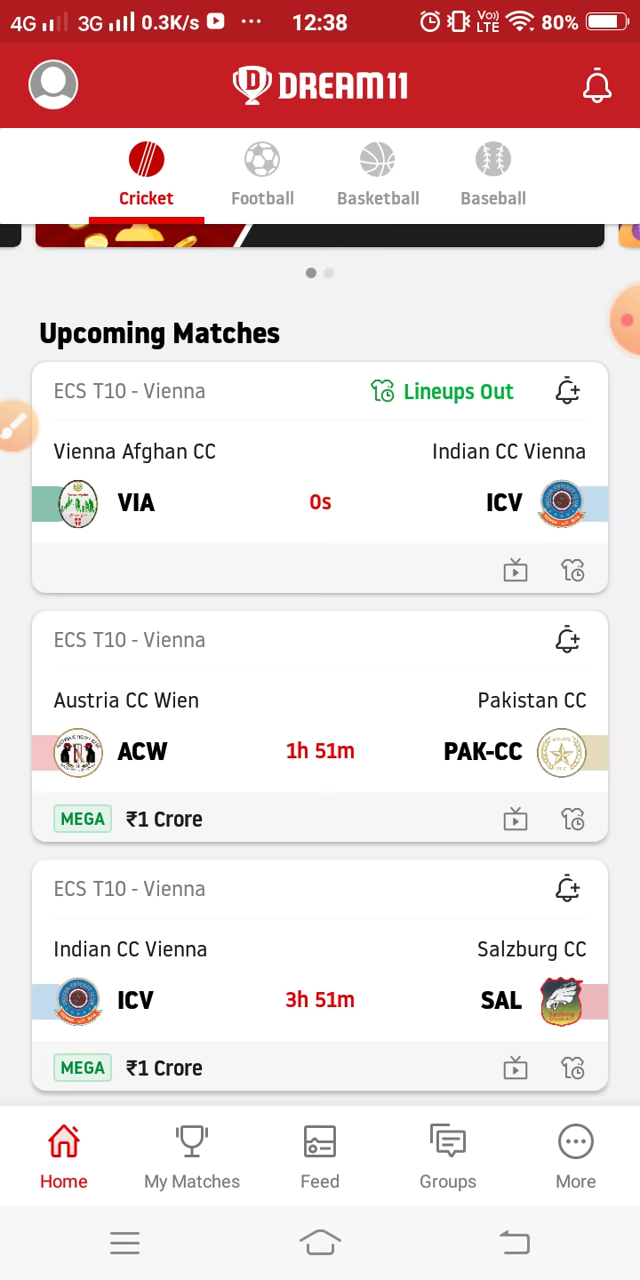 4G 3G 0.3K/s ... 12:38 Vo) LTE 80%
DREAM11
Cricket Football Basketball Baseball
Upcoming Matches
ECS T10 - Vienna Lineups Out
Vienna Afghan CC Indian CC Vienna
VIA 0s ICV
ECS T10 - Vienna
Austria CC Wien Pakistan CC
ACW 1h 51m PAK-CC
MEGA ₹1 Crore
ECS T10 - Vienna
Indian CC Vienna Salzburg CC
ICV 3h 51m SAL
MEGA ₹1 Crore
Home My Matches Feed Groups More